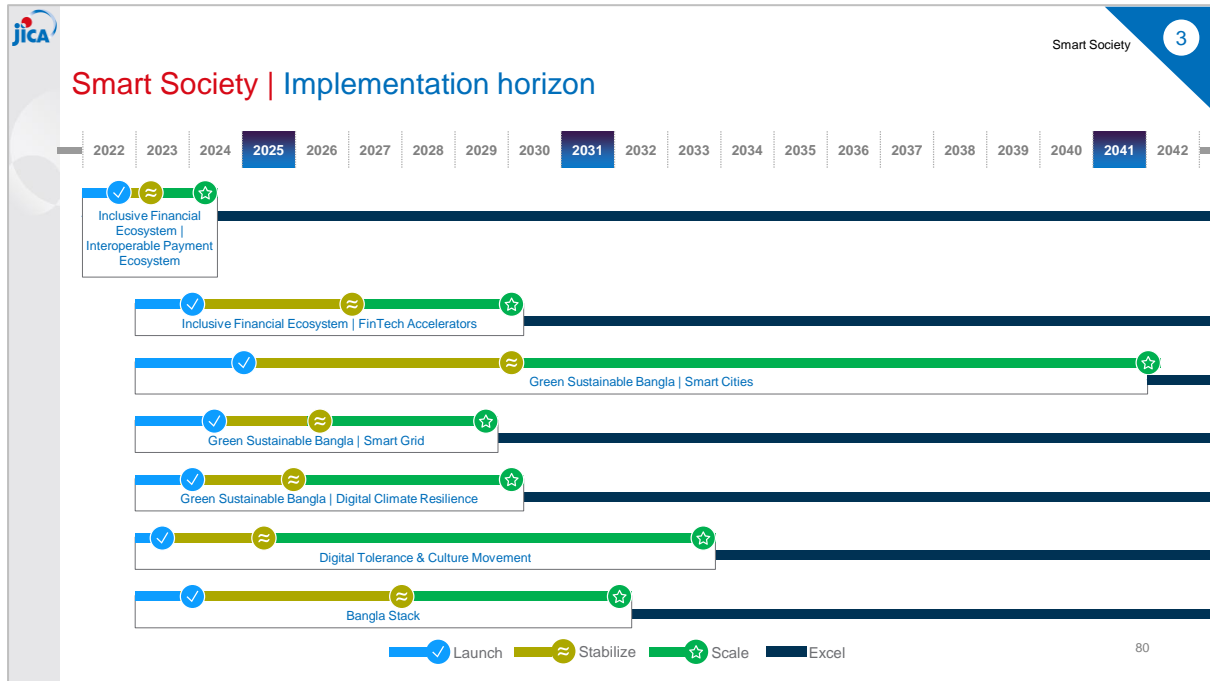 JICA
Smart Society
3
Smart Society | Implementation horizon
2022 2023 2024 2025 2026 2027 2028 2029 2030 2031 2032 2033 2034 2035 2036 2037 2038 2039 2040 2041 2042
Inclusive Financial
Ecosystem |
Interoperable Payment
Ecosystem
Inclusive Financial Ecosystem | FinTech Accelerators
Green Sustainable Bangla | Smart Cities
Green Sustainable Bangla | Smart Grid
Green Sustainable Bangla | Digital Climate Resilience
Digital Tolerance & Culture Movement
Bangla Stack
Launch Stabilize Scale Excel
80